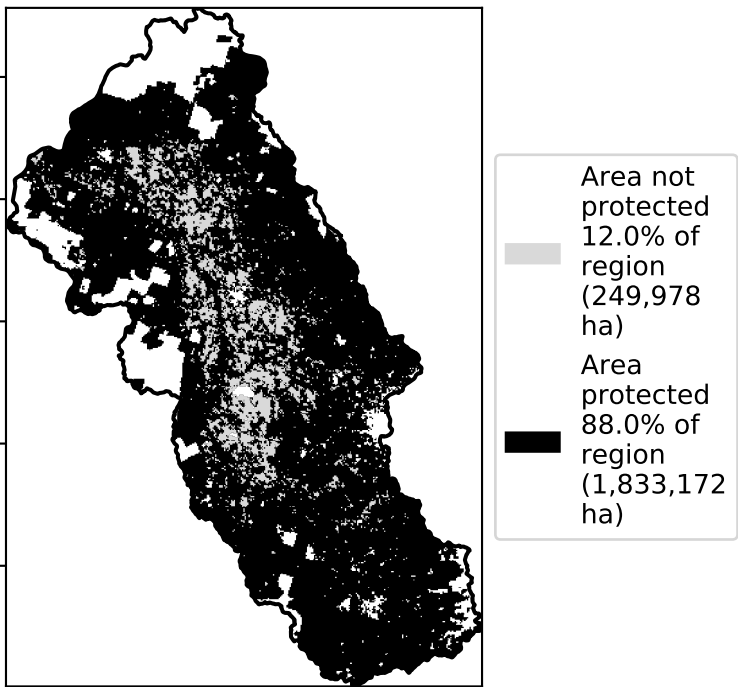 Area not
protected
12.0% of
region
(249,978
ha)
Area
protected
88.0% of
region
(1,833,172
ha)